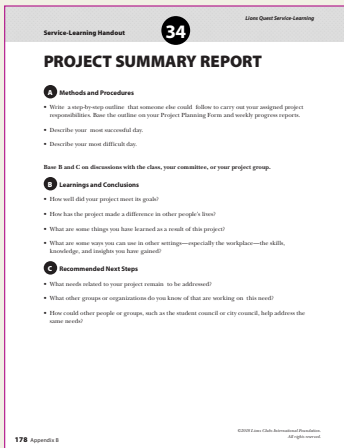 Lions Quest Service-Learning
Service-Learning Handout
34
PROJECT SUMMARY REPORT
A Methods and Procedures
• Write a step-by-step outline that someone else could follow to carry out your assigned project
responsibilities. Base the outline on your Project Planning Form and weekly progress reports.
• Describe your most successful day.
• Describe your most difficult day.
Base B and C on discussions with the class, your committee, or your project group.
B Learnings and Conclusions
• How well did your project meet its goals?
• How has the project made a difference in other people's lives?
• What are some things you have learned as a result of this project?
• What are some ways you can use in other settings—especially the workplace—the skills,
knowledge, and insights you have gained?
C Recommended Next Steps
• What needs related to your project remain to be addressed?
• What other groups or organizations do you know of that are working on this need?
• How could other people or groups, such as the student council or city council, help address the
same needs?
178 Appendix B
Lions Clubs International Foundation
All rights reserved.